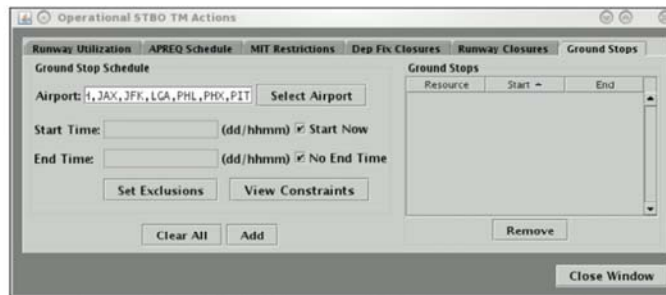 Operational STBO TM Actions
Runway Utilization APREQ Schedule MIT Restrictions Dep Fix Closures Runway Closures Ground Stops
Ground Stop Schedule
Airport: H,JAX,JFK,LGA,PHL,PHX,PIT Select Airport
Start Time: (dd/hhmm) Start Now
End Time: (dd/hhmm) No End Time
Set Exclusions View Constraints
Clear All Add
Ground Stops
Resource Start End
Remove
Close Window